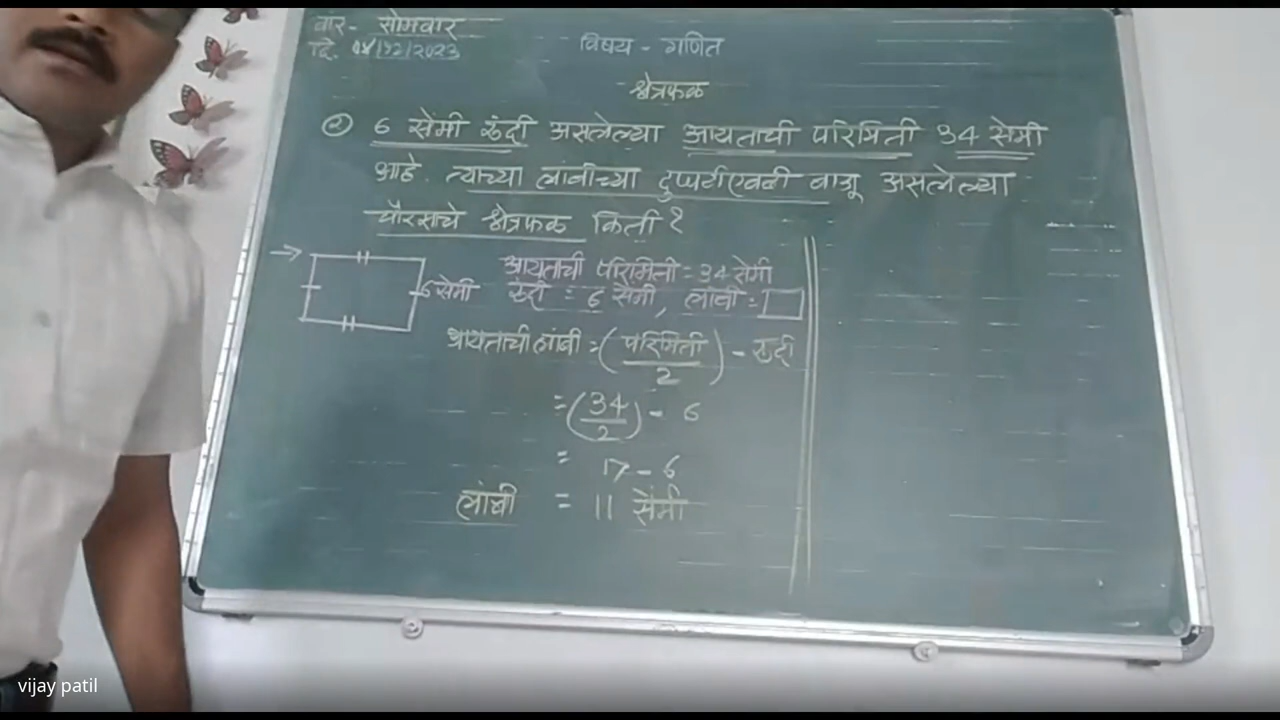 वार- सोमवार
दि. 04/12/2023
विषय - गणित
क्षेत्रफळ
② 6 सेमी रुंदी असलेल्या आयताची परिमिती 34 सेमी
आहे. त्याच्या लांबीच्या दुप्पटीएवढी बाजू असलेल्या
चौरसाचे क्षेत्रफळ किती?
6 सेमी
आयताची परिमिती = 34 सेमी
रुंदी = 6 सेमी, लांबी =
आयताची लांबी = (परिमिती/2) - रुंदी
= (34/2) - 6
= 17 - 6
लांबी = 11 सेंमी
vijay patil